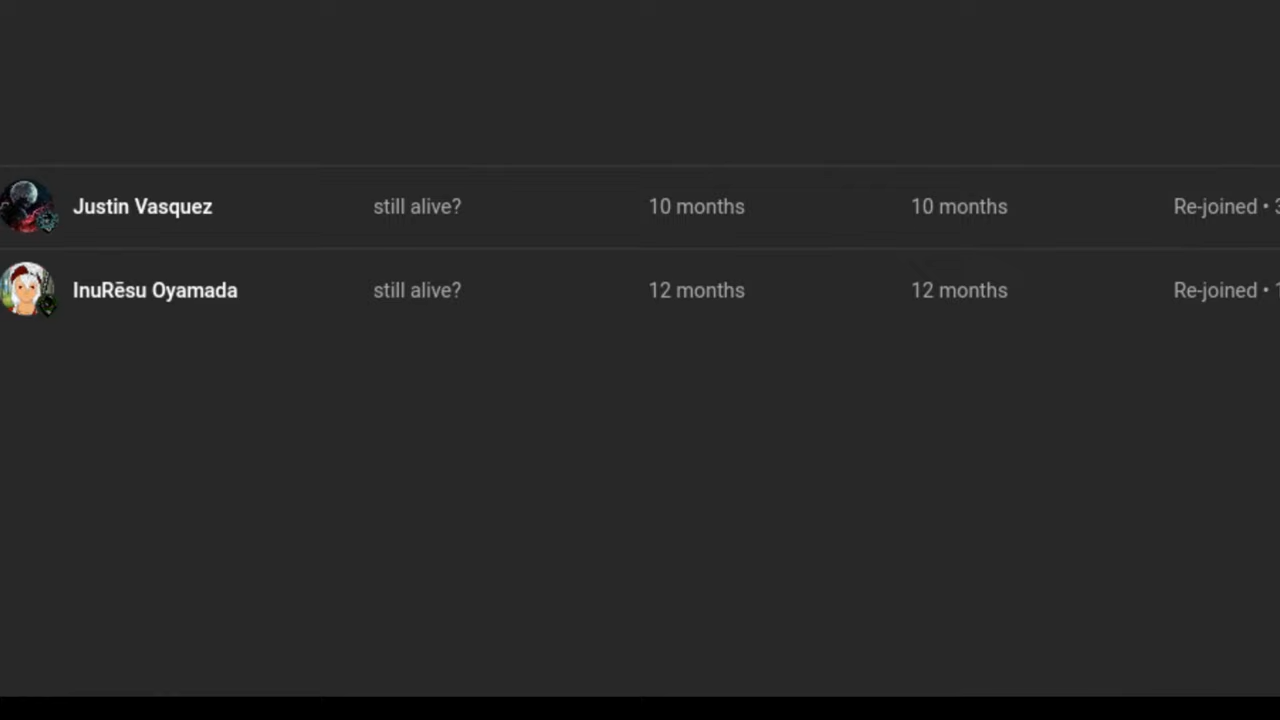 Justin Vasquez still alive? 10 months 10 months Re-joined •
InuRēsu Oyamada still alive? 12 months 12 months Re-joined •